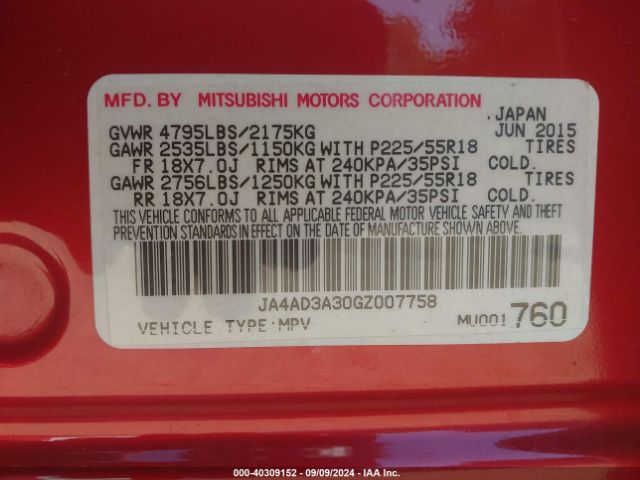 MFD. BY MITSUBISHI MOTORS CORPORATION
. JAPAN
GVWR 4795LBS/2175KG JUN 2015
GAWR 2535LBS/1150KG WITH P225/55R18 TIRES
FR 18X7.0J RIMS AT 240KPA/35PSI COLD.
GAWR 2756LBS/1250KG WITH P225/55R18 TIRES
RR 18X7.0J RIMS AT 240KPA/35PSI COLD.
THIS VEHICLE CONFORMS TO ALL APPLICABLE FEDERAL MOTOR VEHICLE SAFETY AND THEFT
PREVENTION STANDARDS IN EFFECT ON THE DATE OF MANUFACTURE SHOWN ABOVE.
JA4AD3A30GZ007758
VEHICLE TYPE:MPV MU001 760
000-40309152 - 09/09/2024 - IAA Inc.